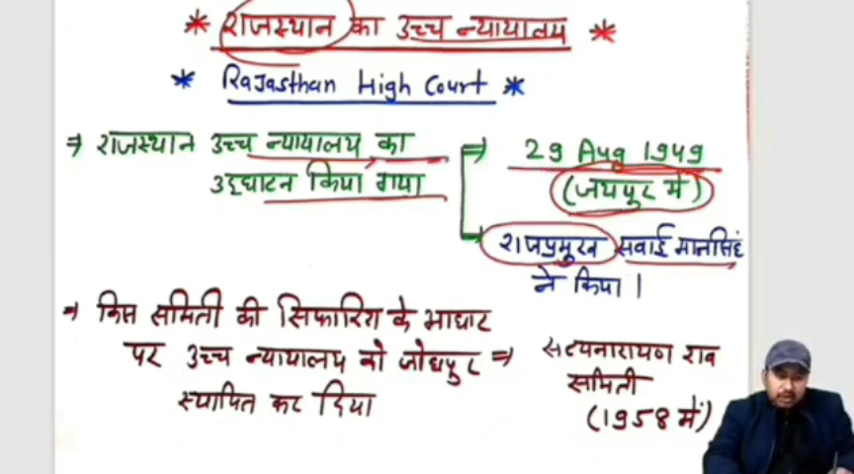 * राजस्थान का उच्च न्यायालय *
* Rajasthan High Court *
⇒ राजस्थान उच्च न्यायालय का
उद्घाटन किया गया
⇒ 29 Aug 1949
(जयपुर में)
→ राजप्रमुख सवाई मानसिंह
ने किया।
⇒ किस समिती की सिफारिश के आधार
पर उच्च न्यायालय को जोधपुर ⇒
स्थापित कर दिया
सत्यनारायण राव
समिती
(1958 में)